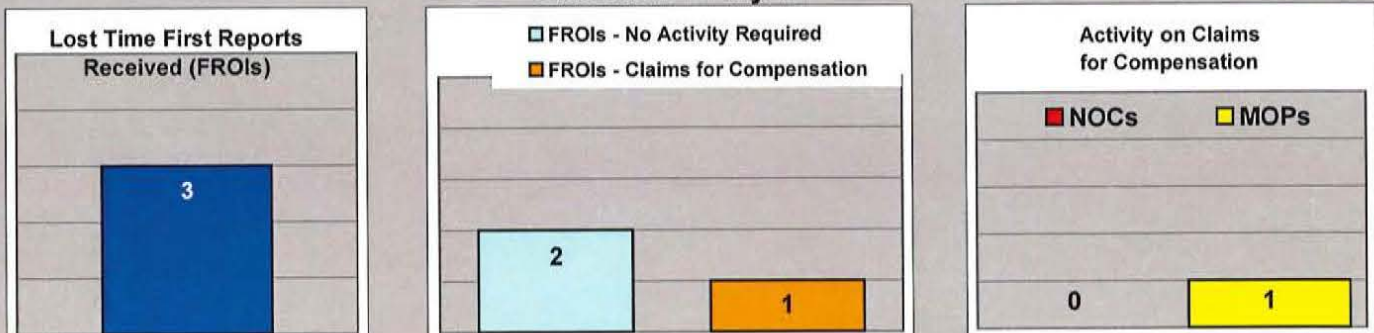 Lost Time First Reports
Received (FROIs)
3
FROIs - No Activity Required
FROIs - Claims for Compensation
2
1
Activity on Claims
for Compensation
NOCs
MOPs
0
1